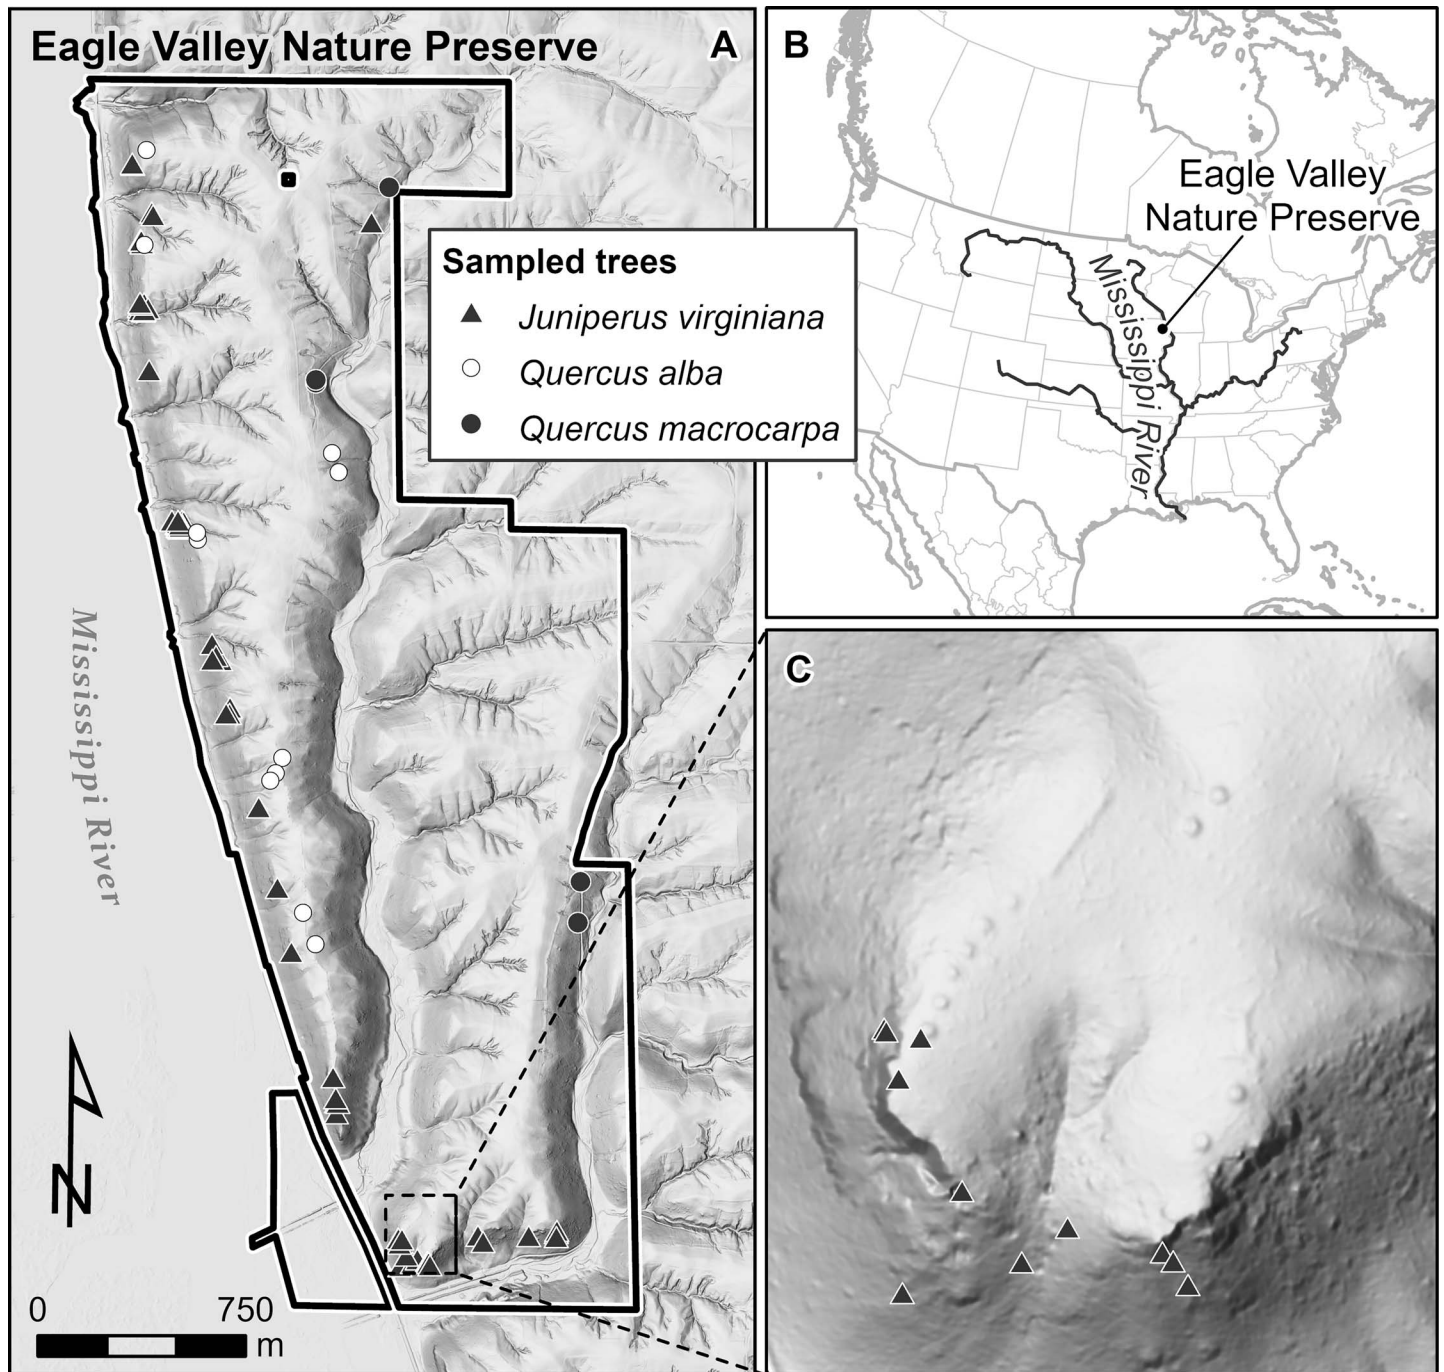 Eagle Valley Nature Preserve
A
Sampled trees
Juniperus virginiana
Quercus alba
Quercus macrocarpa
Mississippi River
N
0 750
m
B
Eagle Valley
Nature Preserve
Mississippi River
C